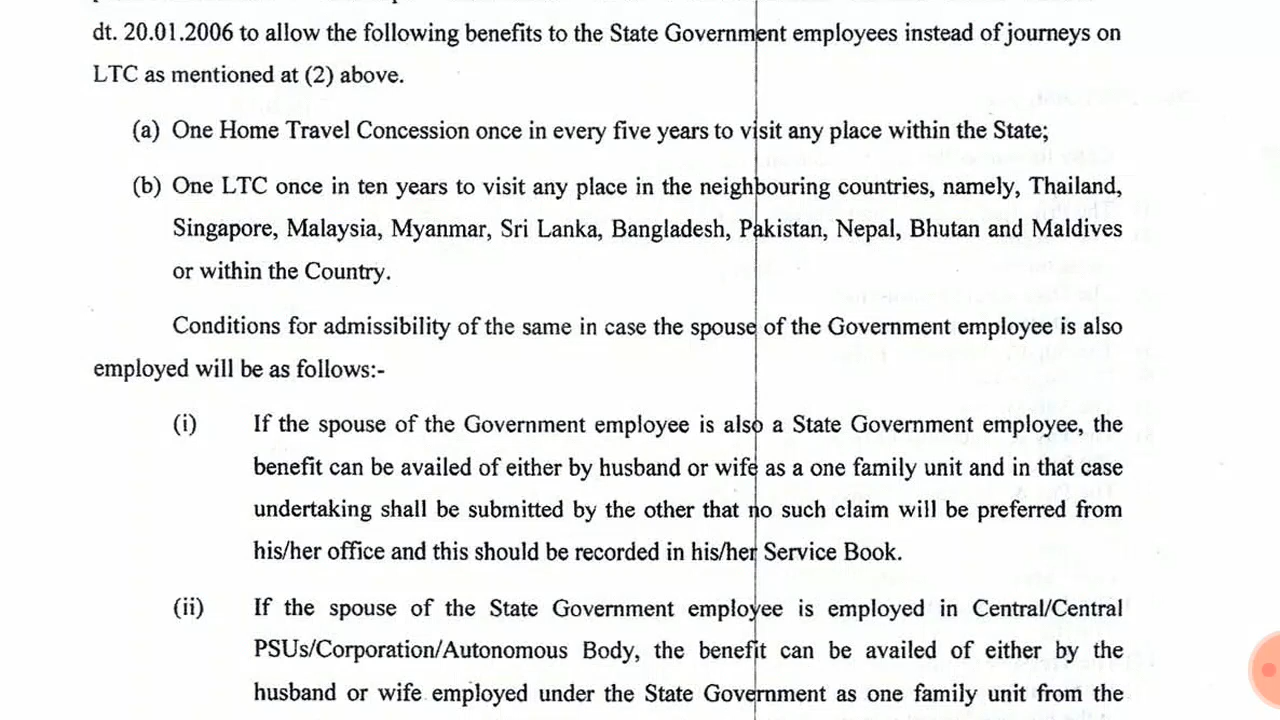 dt. 20.01.2006 to allow the following benefits to the State Government employees instead of journeys on
LTC as mentioned at (2) above.
(a) One Home Travel Concession once in every five years to visit any place within the State;
(b) One LTC once in ten years to visit any place in the neighbouring countries, namely, Thailand,
Singapore, Malaysia, Myanmar, Sri Lanka, Bangladesh, Pakistan, Nepal, Bhutan and Maldives
or within the Country.
Conditions for admissibility of the same in case the spouse of the Government employee is also
employed will be as follows:-
(i) If the spouse of the Government employee is also a State Government employee, the
benefit can be availed of either by husband or wife as a one family unit and in that case
undertaking shall be submitted by the other that no such claim will be preferred from
his/her office and this should be recorded in his/her Service Book.
(ii) If the spouse of the State Government employee is employed in Central/Central
PSUs/Corporation/Autonomous Body, the benefit can be availed of either by the
husband or wife employed under the State Government as one family unit from the